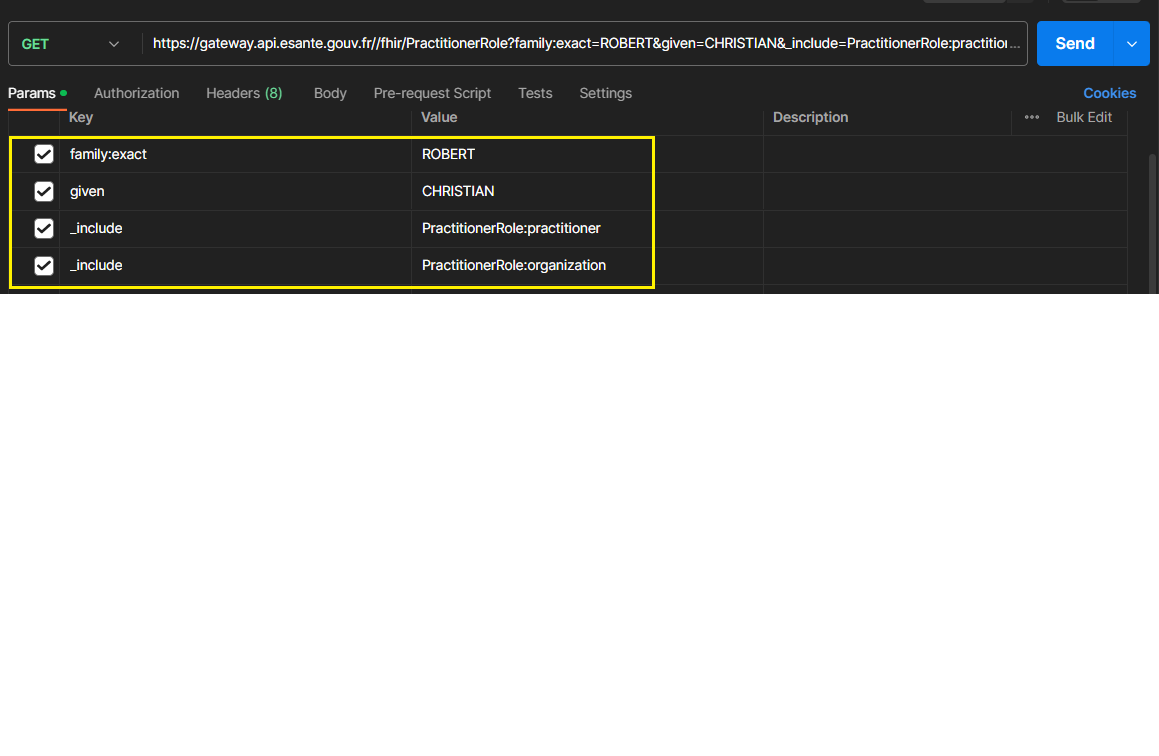 GET https://gateway.api.esante.gouv.fr//fhir/PractitionerRole?family:exact=ROBERT&given=CHRISTIAN&_include=PractitionerRole:practition... Send
Params Authorization Headers (8) Body Pre-request Script Tests Settings Cookies
Key Value Description ••• Bulk Edit
family:exact ROBERT
given CHRISTIAN
_include PractitionerRole:practitioner
_include PractitionerRole:organization